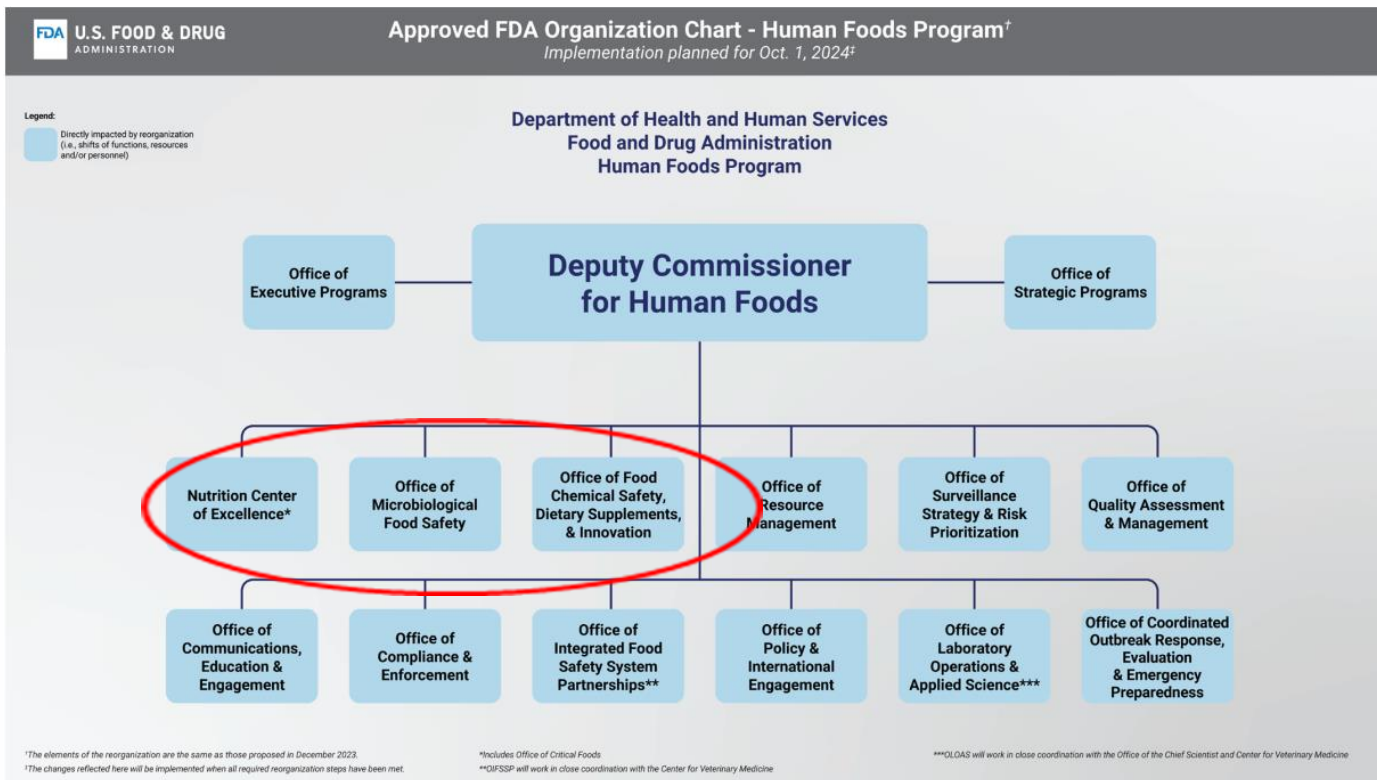 FDA U.S. FOOD & DRUG
ADMINISTRATION
Approved FDA Organization Chart - Human Foods Program†
Implementation planned for Oct. 1, 2024‡
Legend:
Directly impacted by reorganization
(i.e., shifts of functions, resources
and/or personnel)
Department of Health and Human Services
Food and Drug Administration
Human Foods Program
Office of
Executive Programs
Deputy Commissioner
for Human Foods
Office of
Strategic Programs
Nutrition Center
of Excellence*
Office of
Microbiological
Food Safety
Office of Food
Chemical Safety,
Dietary Supplements,
& Innovation
Office of
Resource
Management
Office of
Surveillance
Strategy & Risk
Prioritization
Office of
Quality Assessment
& Management
Office of
Communications,
Education &
Engagement
Office of
Compliance &
Enforcement
Office of
Integrated Food
Safety System
Partnerships**
Office of
Policy &
International
Engagement
Office of
Laboratory
Operations &
Applied Science***
Office of Coordinated
Outbreak Response,
Evaluation
& Emergency
Preparedness
†The elements of the reorganization are the same as those proposed in December 2023.
‡The changes reflected here will be implemented when all required reorganization steps have been met.
*Includes Office of Critical Foods
**OIFSSP will work in close coordination with the Center for Veterinary Medicine
***OLOAS will work in close coordination with the Office of the Chief Scientist and Center for Veterinary Medicine